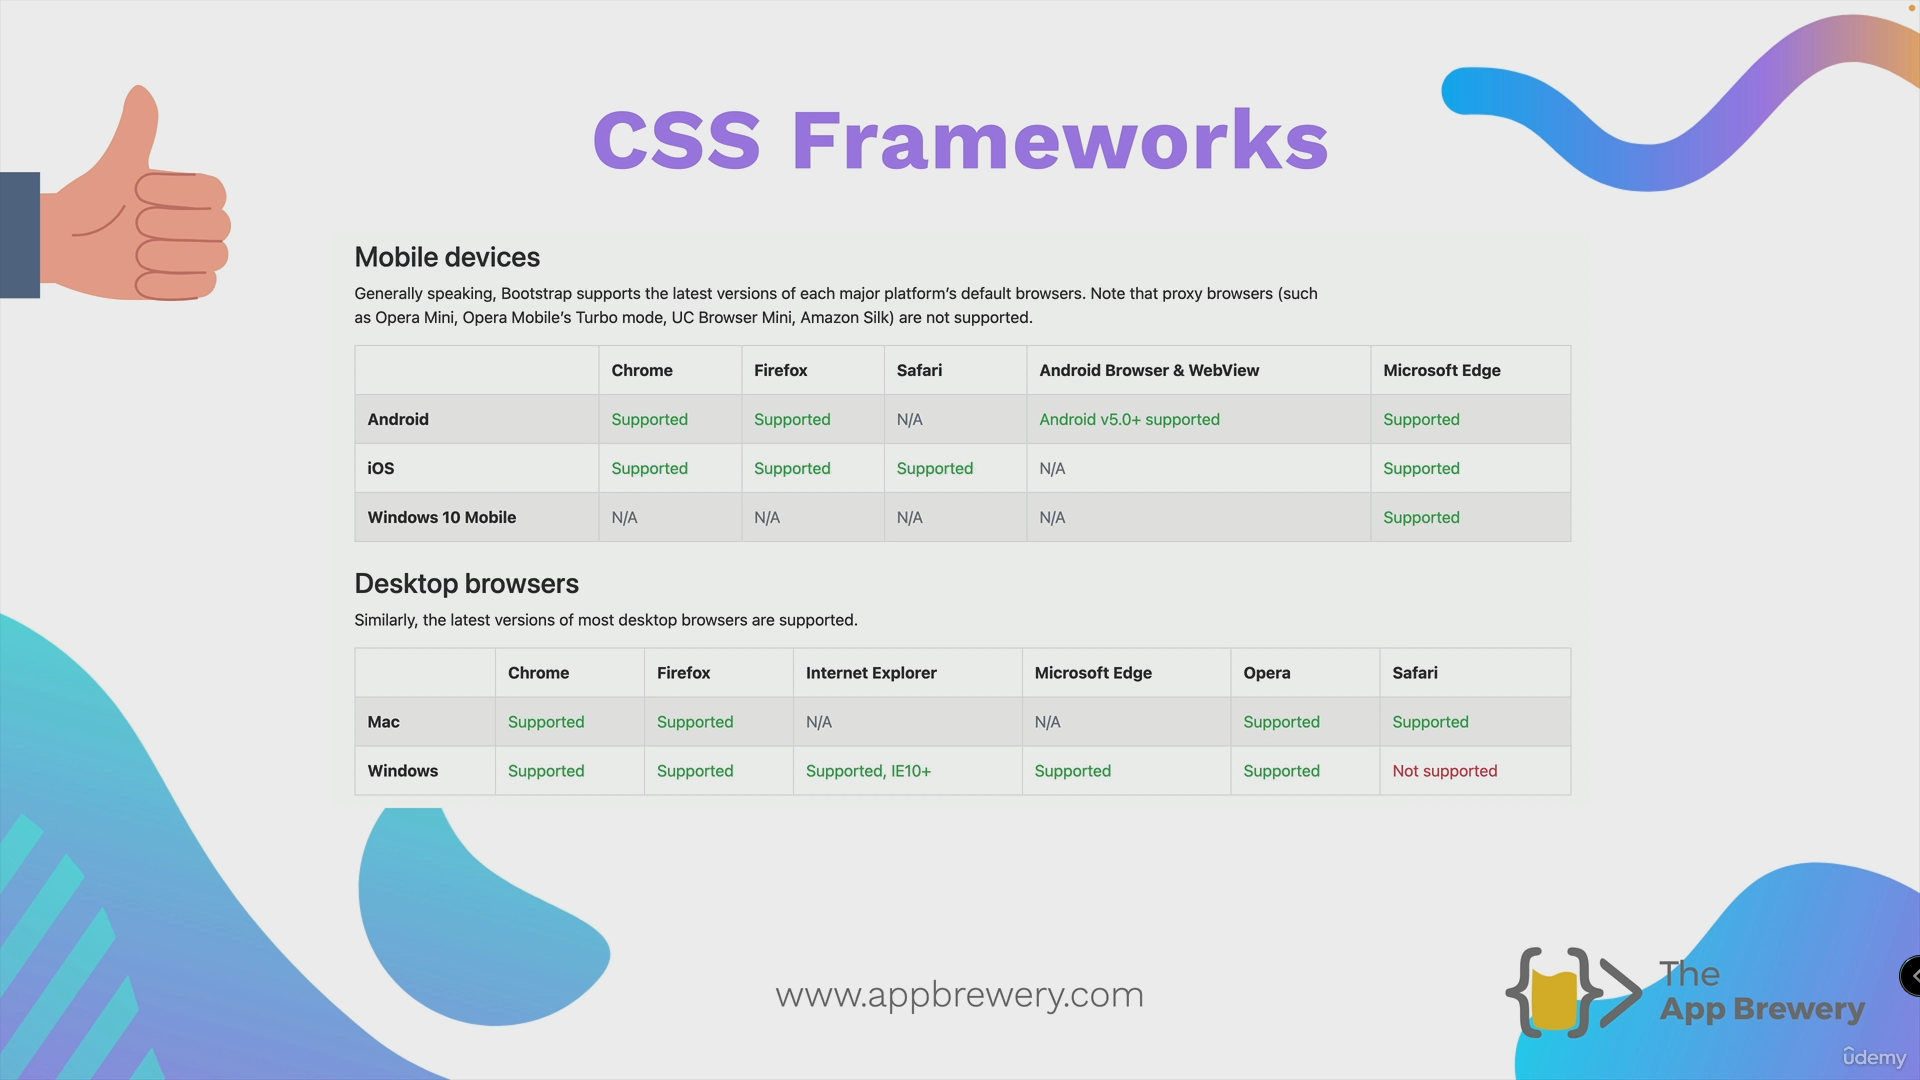 CSS Frameworks
Mobile devices
Generally speaking, Bootstrap supports the latest versions of each major platform’s default browsers. Note that proxy browsers (such
as Opera Mini, Opera Mobile’s Turbo mode, UC Browser Mini, Amazon Silk) are not supported.
Chrome Firefox Safari Android Browser & WebView Microsoft Edge
Android Supported Supported N/A Android v5.0+ supported Supported
iOS Supported Supported Supported N/A Supported
Windows 10 Mobile N/A N/A N/A N/A Supported
Desktop browsers
Similarly, the latest versions of most desktop browsers are supported.
Chrome Firefox Internet Explorer Microsoft Edge Opera Safari
Mac Supported Supported N/A N/A Supported Supported
Windows Supported Supported Supported, IE10+ Supported Supported Not supported
www.appbrewery.com
The
App Brewery
udemy